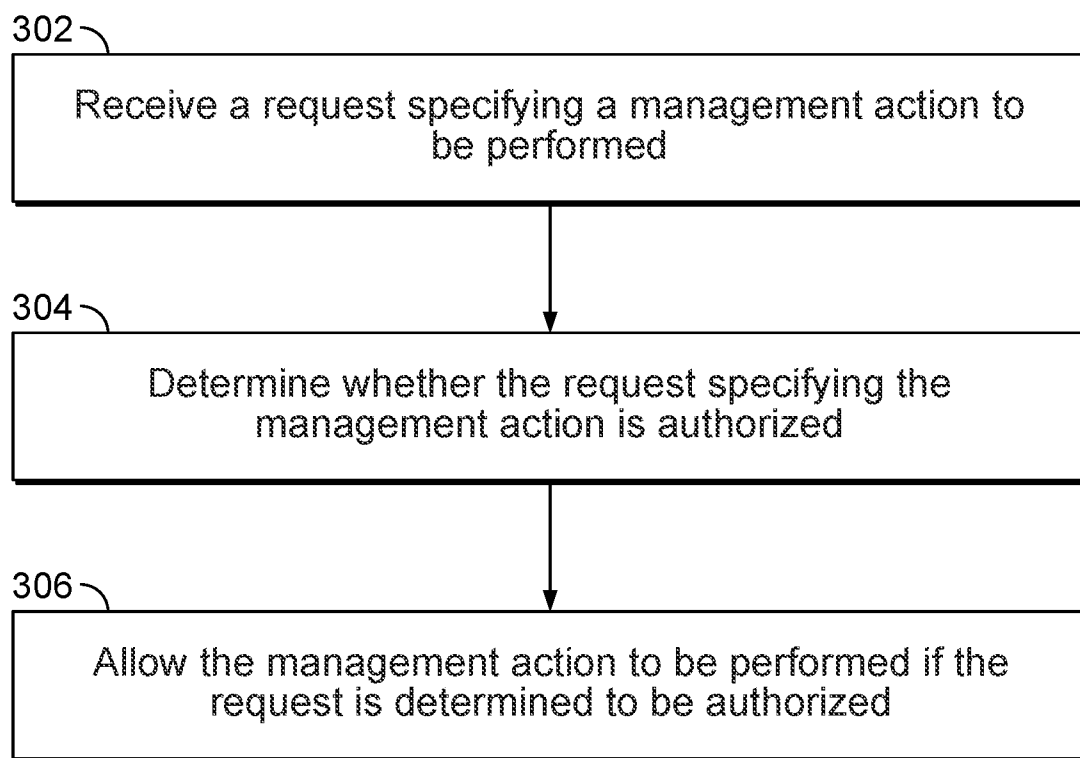 302
Receive a request specifying a management action to
be performed
304
Determine whether the request specifying the
management action is authorized
306
Allow the management action to be performed if the
request is determined to be authorized